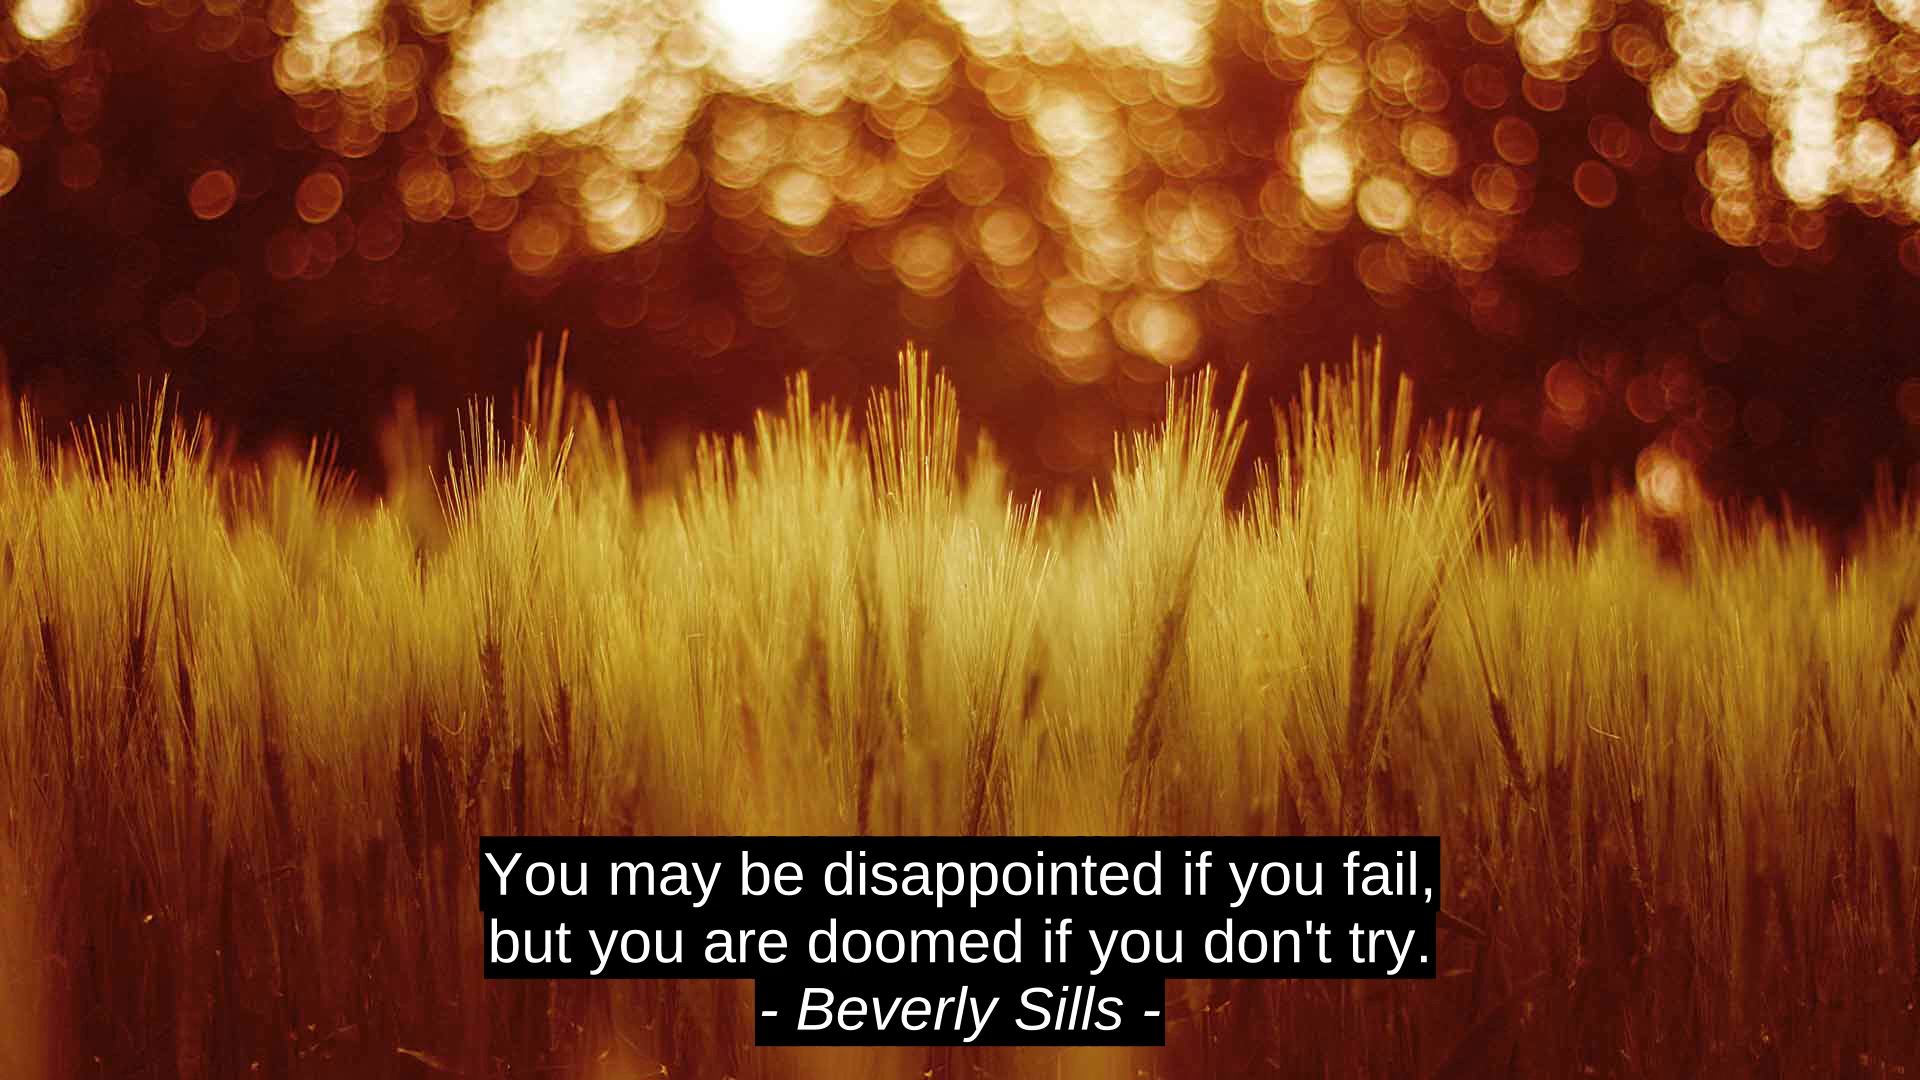 You may be disappointed if you fail,
but you are doomed if you don't try.
- Beverly Sills -